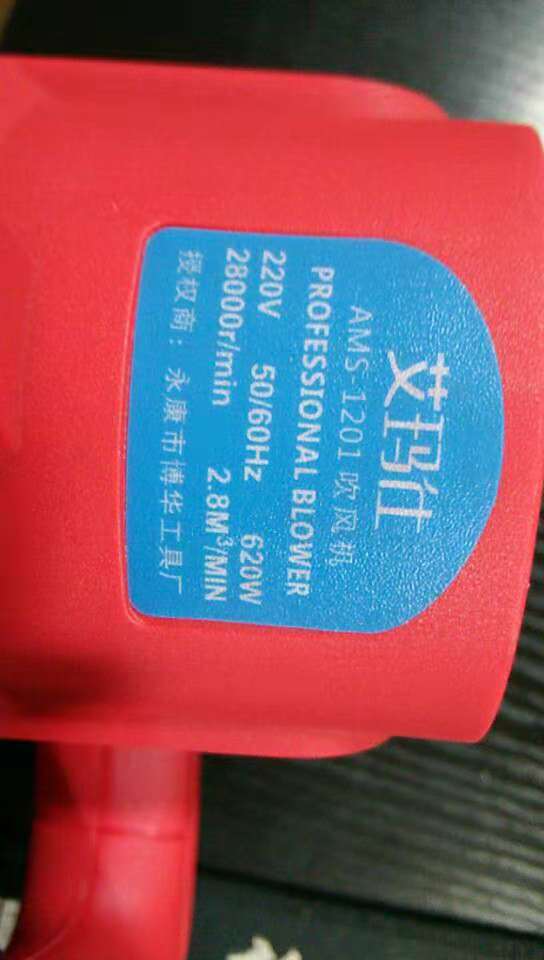 艾玛仕
AMS-1201吹风机
PROFESSIONAL BLOWER
220V 50/60Hz 620W
28000r/min 2.8M³/MIN
授权商：永康市博华工具厂